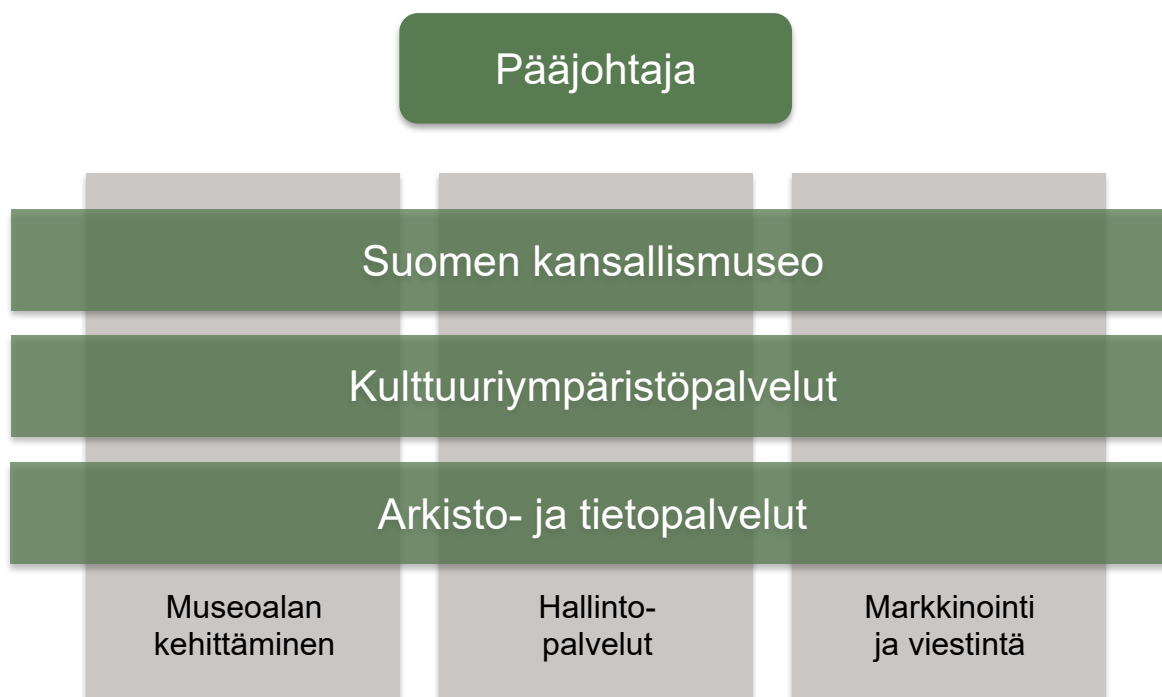 Pääjohtaja
Suomen kansallismuseo
Kulttuuriympäristöpalvelut
Arkisto- ja tietopalvelut
Museoalan
kehittäminen
Hallinto-
palvelut
Markkinointi
ja viestintä